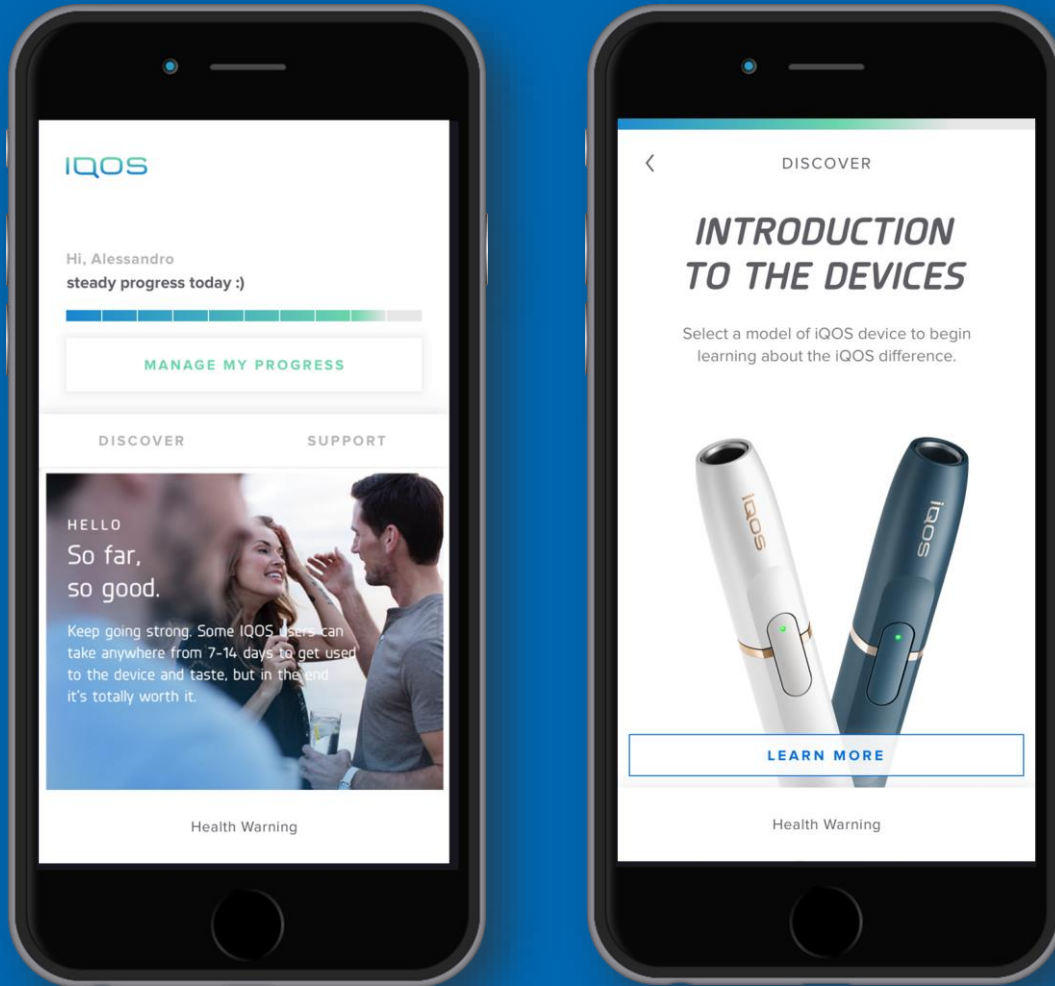 IQOS
Hi, Alessandro
steady progress today :)
MANAGE MY PROGRESS
DISCOVER
SUPPORT
HELLO
So far,
so good.
Keep going strong. Some IQOS users can
take anywhere from 7-14 days to get used
to the device and taste, but in the end
it's totally worth it.
Health Warning
DISCOVER
INTRODUCTION
TO THE DEVICES
Select a model of iQOS device to begin
learning about the iQOS difference.
IQOS
IQOS
LEARN MORE
Health Warning